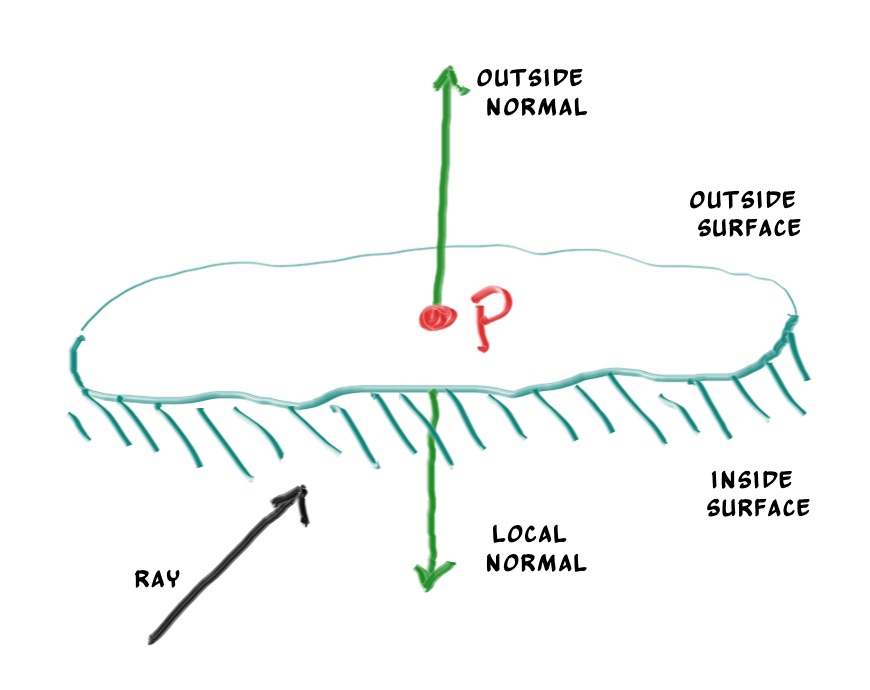 OUTSIDE
NORMAL
OUTSIDE
SURFACE
P
INSIDE
SURFACE
LOCAL
NORMAL
RAY